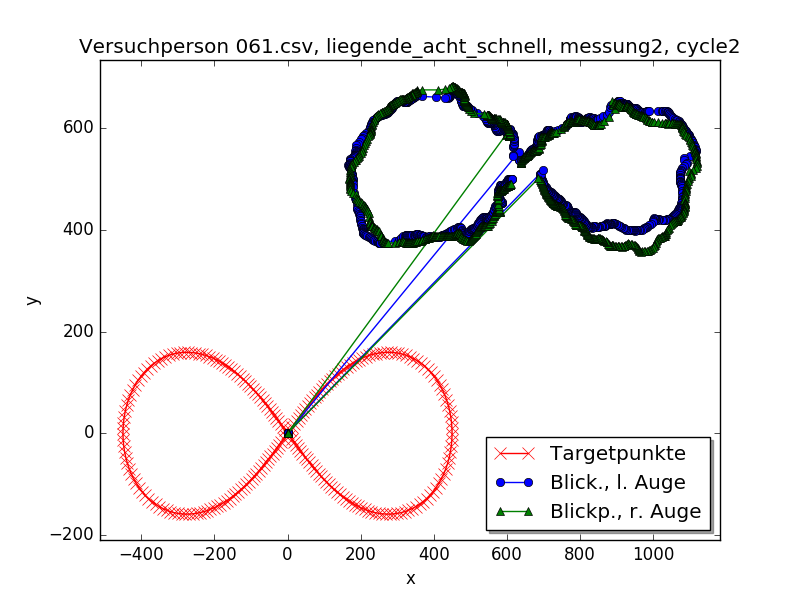 Versuchperson 061.csv, liegende_acht_schnell, messung2, cycle2
600
400
200
0
−200
y
−400
−200
0
200
400
600
800
1000
x
Targetpunkte
Blick., l. Auge
Blickp., r. Auge